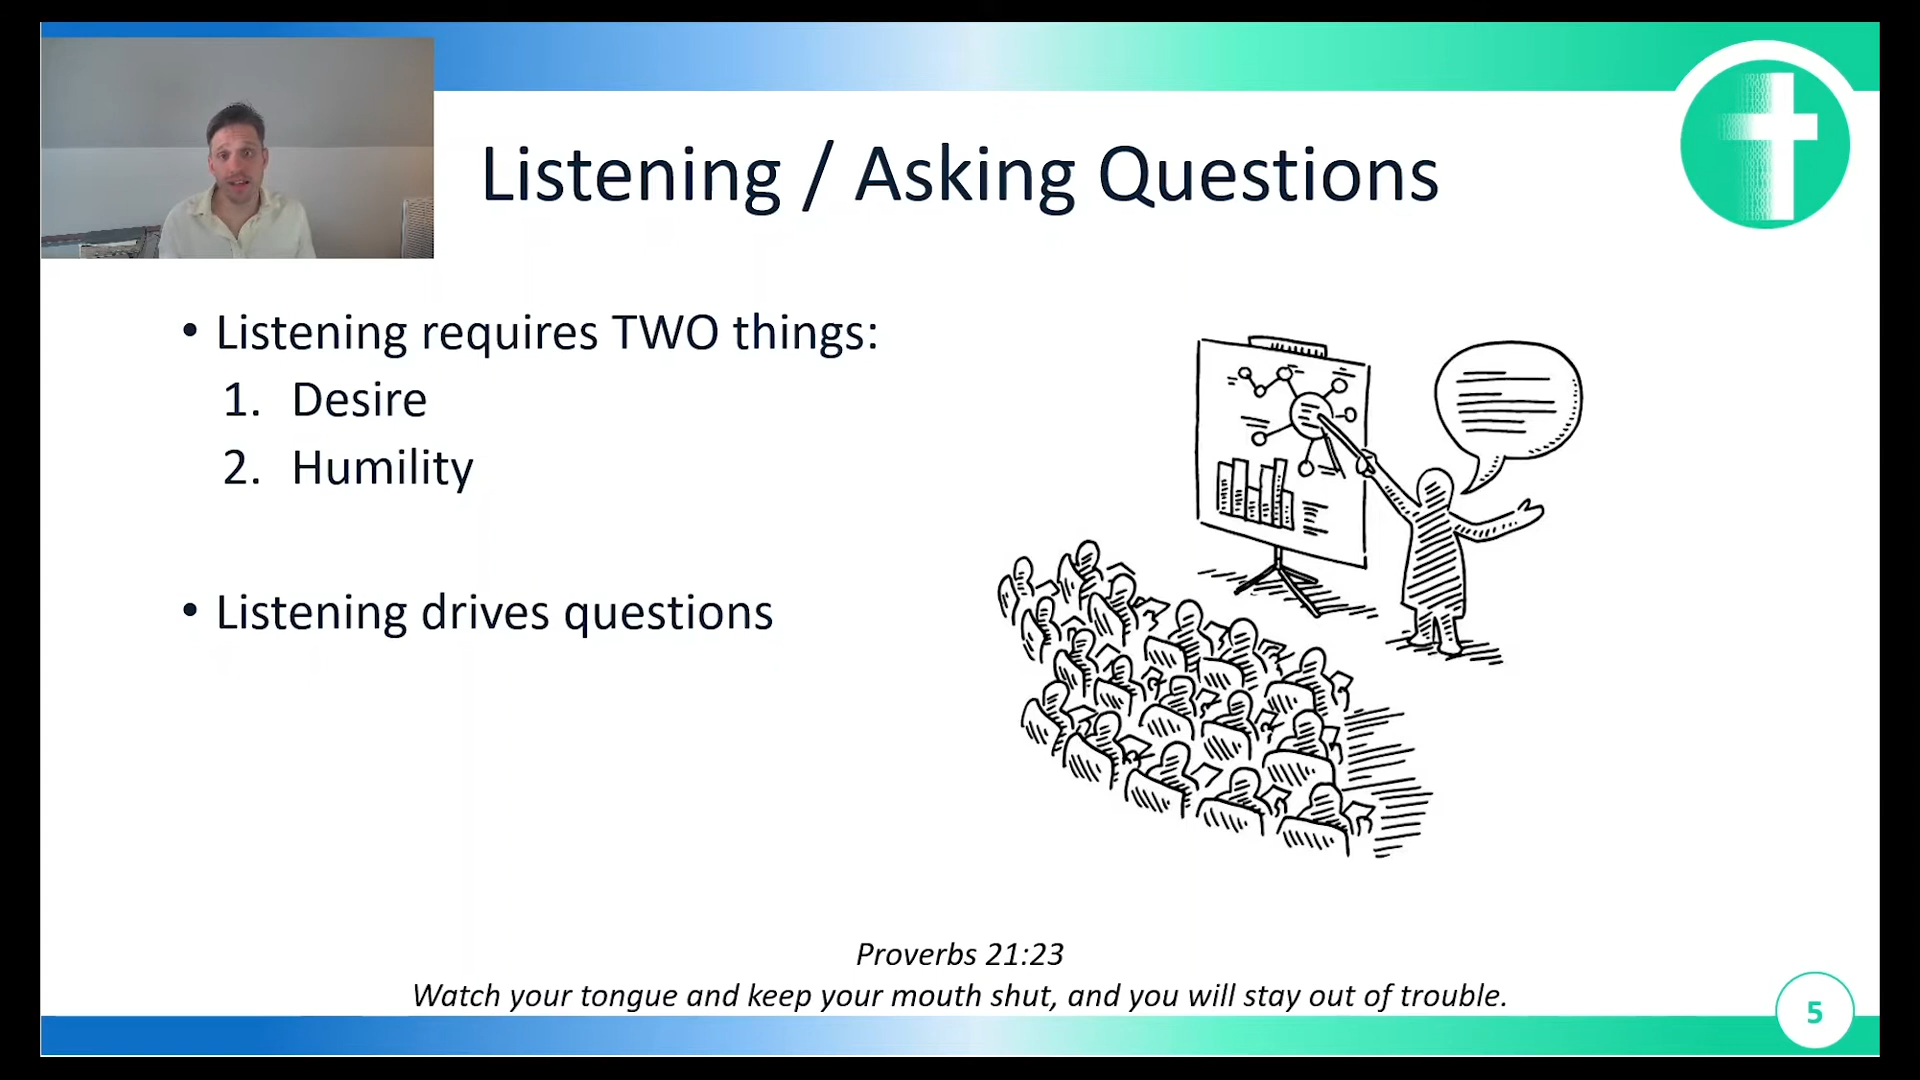 Listening / Asking Questions
• Listening requires TWO things:
1. Desire
2. Humility
• Listening drives questions
Proverbs 21:23
Watch your tongue and keep your mouth shut, and you will stay out of trouble.
5